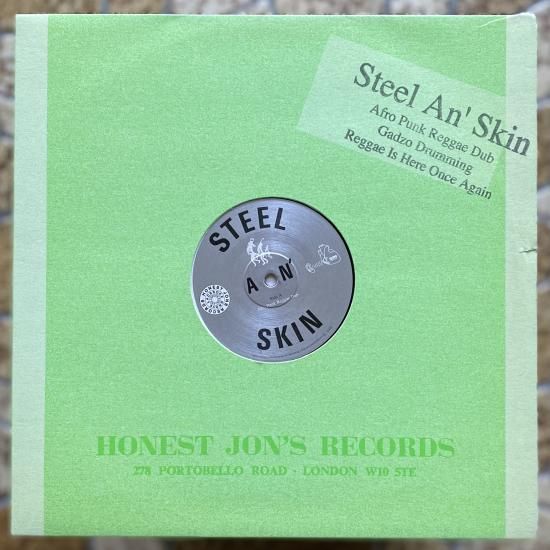 Steel An' Skin
Afro Punk Reggae Dub
Gadzo Drumming
Reggae Is Here Once Again
STEEL
AN'
SKIN
HONEST JON'S RECORDS
278 PORTOBELLO ROAD · LONDON W10 5TE